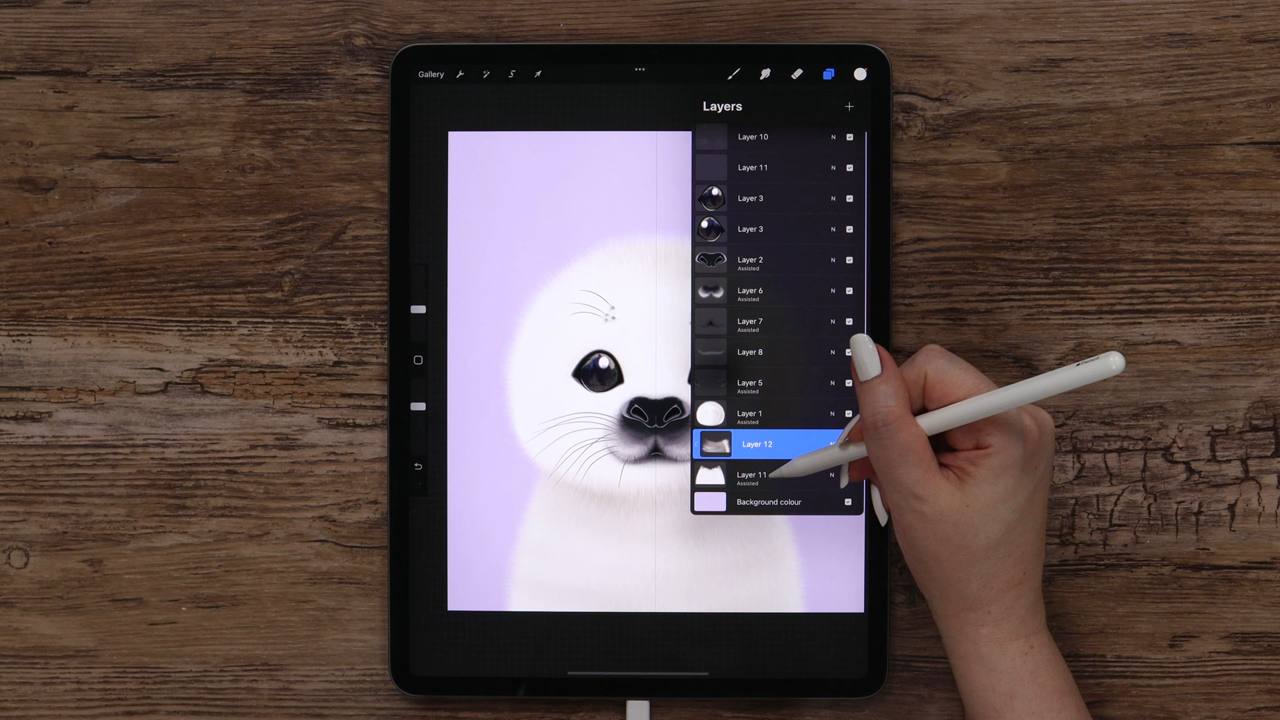 Gallery
Layers
Layer 10 N
Layer 11 N
Layer 3 N
Layer 3 N
Layer 2 N
Assisted
Layer 6 N
Assisted
Layer 7 N
Assisted
Layer 8 N
Layer 5 N
Assisted
Layer 1 N
Assisted
Layer 12
Layer 11 N
Assisted
Background colour